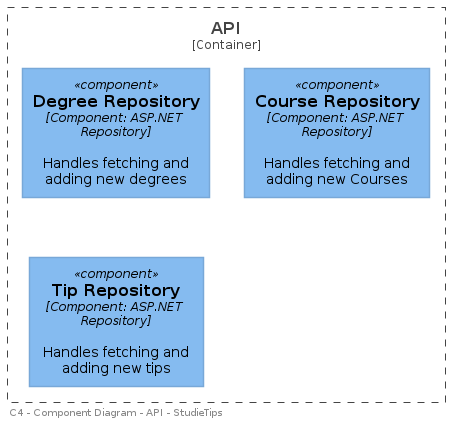 API
[Container]
«component»
Degree Repository
[Component: ASP.NET
Repository]
Handles fetching and
adding new degrees
«component»
Course Repository
[Component: ASP.NET
Repository]
Handles fetching and
adding new Courses
«component»
Tip Repository
[Component: ASP.NET
Repository]
Handles fetching and
adding new tips
C4 - Component Diagram - API - StudieTips